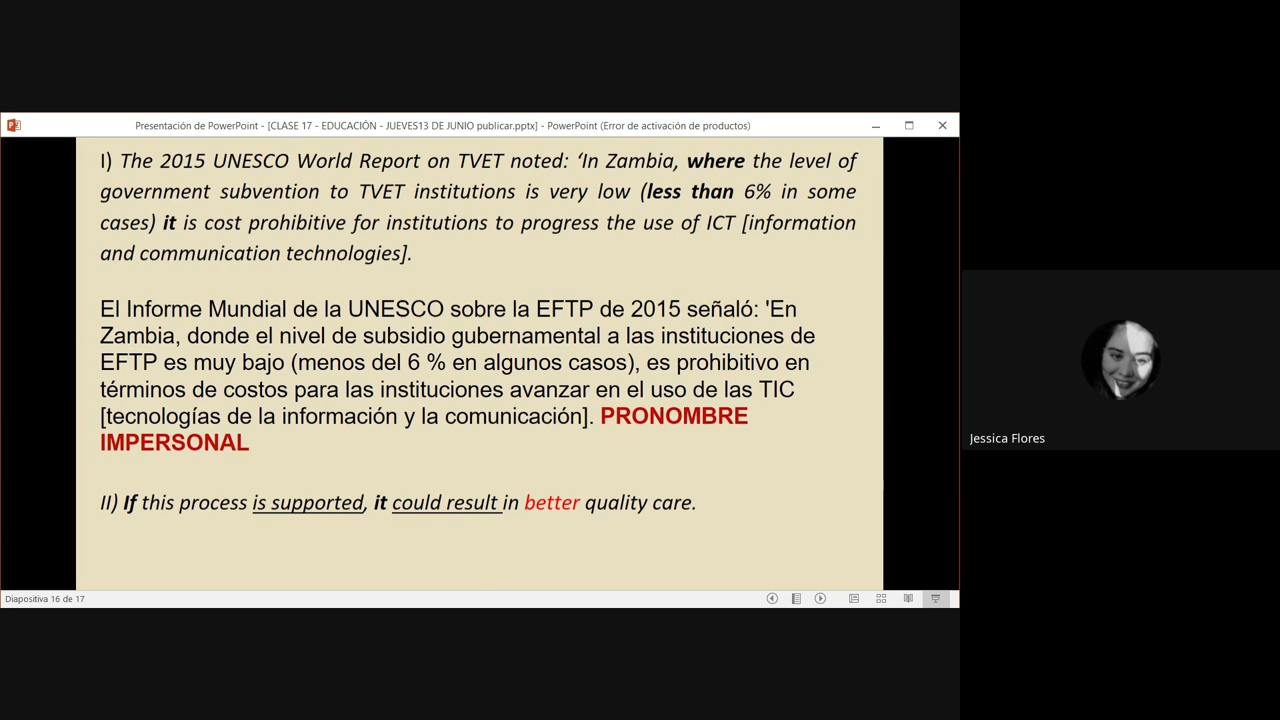 Presentación de PowerPoint - [CLASE 17 - EDUCACIÓN - JUEVES13 DE JUNIO publicar.pptx] - PowerPoint (Error de activación de productos)
I) The 2015 UNESCO World Report on TVET noted: ‘In Zambia, where the level of
government subvention to TVET institutions is very low (less than 6% in some
cases) it is cost prohibitive for institutions to progress the use of ICT [information
and communication technologies].
El Informe Mundial de la UNESCO sobre la EFTP de 2015 señaló: 'En
Zambia, donde el nivel de subsidio gubernamental a las instituciones de
EFTP es muy bajo (menos del 6 % en algunos casos), es prohibitivo en
términos de costos para las instituciones avanzar en el uso de las TIC
[tecnologías de la información y la comunicación]. PRONOMBRE
IMPERSONAL
II) If this process is supported, it could result in better quality care.
Diapositiva 16 de 17
Jessica Flores